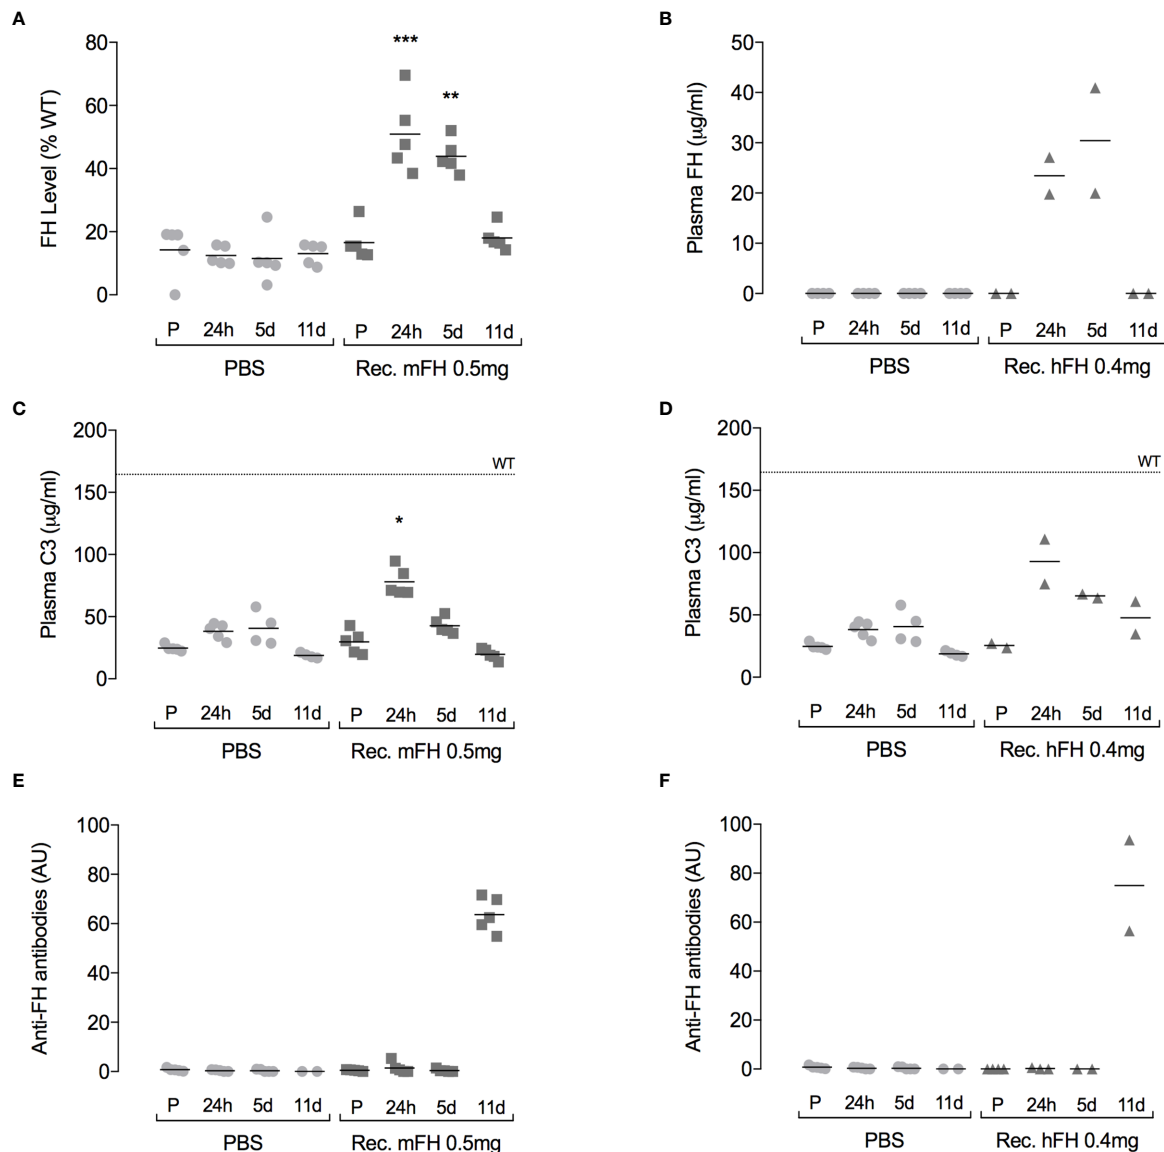 A
FH Level (% WT)
80
60
40
20
0
***
**
P 24h 5d 11d P 24h 5d 11d
PBS Rec. mFH 0.5mg
B
Plasma FH (µg/ml)
50
40
30
20
10
0
P 24h 5d 11d P 24h 5d 11d
PBS Rec. hFH 0.4mg
C
Plasma C3 (µg/ml)
200
150
100
50
0
WT
*
P 24h 5d 11d P 24h 5d 11d
PBS Rec. mFH 0.5mg
D
Plasma C3 (µg/ml)
200
150
100
50
0
WT
P 24h 5d 11d P 24h 5d 11d
PBS Rec. hFH 0.4mg
E
Anti-FH antibodies (AU)
100
80
60
40
20
0
P 24h 5d 11d P 24h 5d 11d
PBS Rec. mFH 0.5mg
F
Anti-FH antibodies (AU)
100
80
60
40
20
0
P 24h 5d 11d P 24h 5d 11d
PBS Rec. hFH 0.4mg